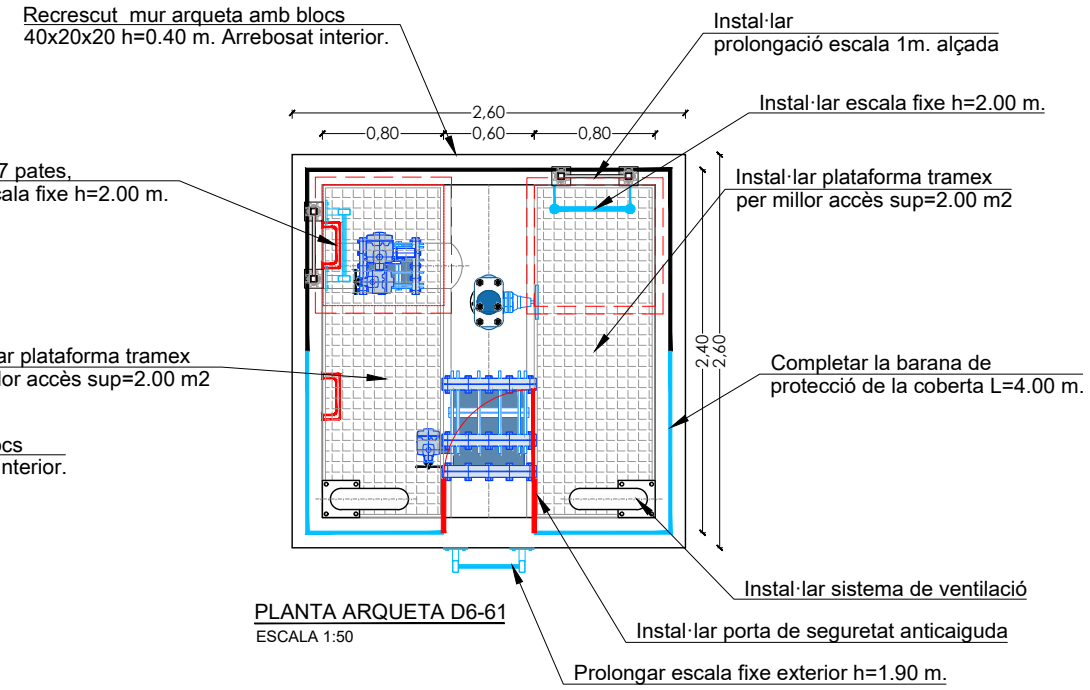 Recrescut mur arqueta amb blocs
40x20x20 h=0.40 m. Arrebosat interior.
Instal·lar
prolongació escala 1m. alçada
Instal·lar escala fixe h=2.00 m.
2,60
0,80
0,60
0,80
7 pates,
cala fixe h=2.00 m.
Instal·lar plataforma tramex
per millor accès sup=2.00 m2
ar plataforma tramex
lor accès sup=2.00 m2
2,40
2,60
Completar la barana de
protecció de la coberta L=4.00 m.
ocs
nterior.
Instal·lar sistema de ventilació
PLANTA ARQUETA D6-61
ESCALA 1:50
Instal·lar porta de seguretat anticaiguda
Prolongar escala fixe exterior h=1.90 m.